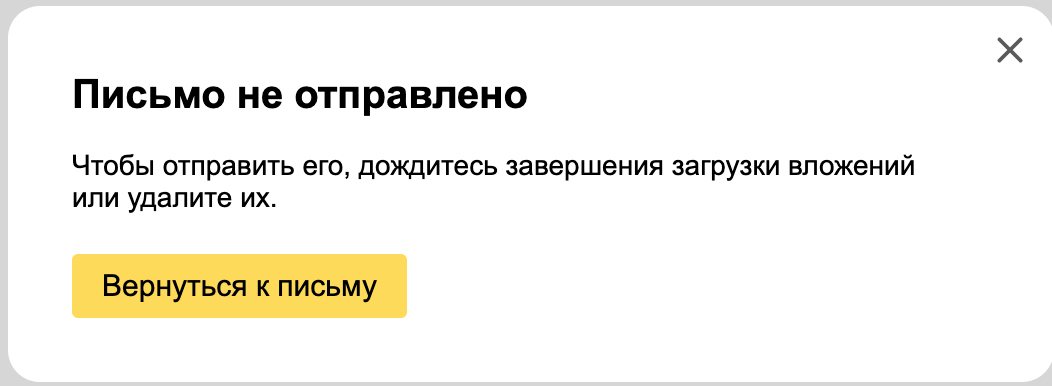 Письмо не отправлено
Чтобы отправить его, дождитесь завершения загрузки вложений
или удалите их.
Вернуться к письму